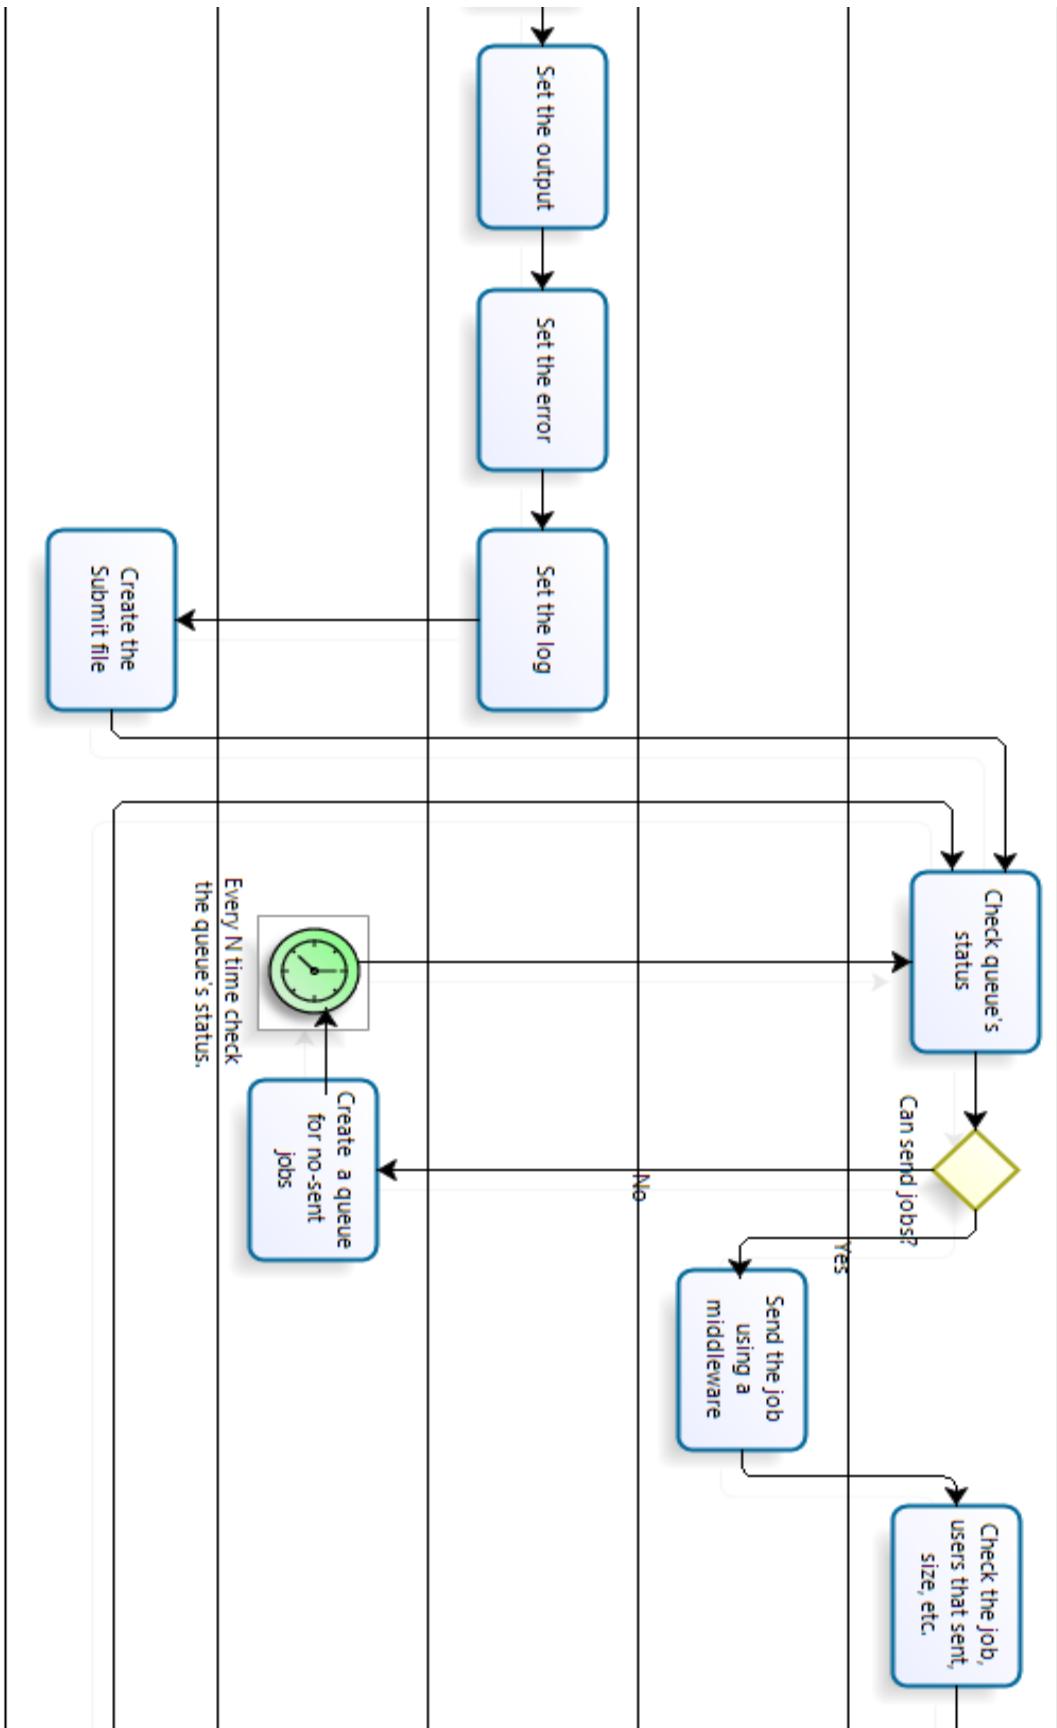 Set the output
Set the error
Set the log
Create the
Submit file
Check queue's
status
Every N time check
the queue's status.
Create a queue
for no-sent
jobs
Can send jobs?
No
Yes
Send the job
using a
middleware
Check the job,
users that sent,
size, etc.